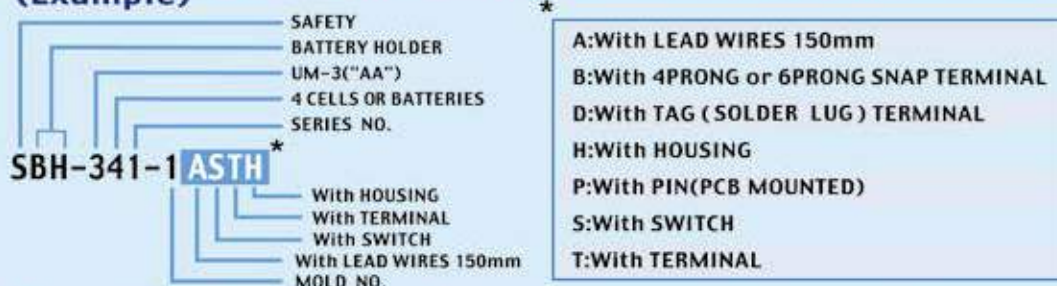 (Example)
SAFETY
BATTERY HOLDER
UM-3("AA")
4 CELLS OR BATTERIES
SERIES NO.
SBH-341-1ASTH*
With HOUSING
With TERMINAL
With SWITCH
With LEAD WIRES 150mm
MOLD NO.
*
A:With LEAD WIRES 150mm
B:With 4PRONG or 6PRONG SNAP TERMINAL
D:With TAG ( SOLDER LUG ) TERMINAL
H:With HOUSING
P:With PIN(PCB MOUNTED)
S:With SWITCH
T:With TERMINAL